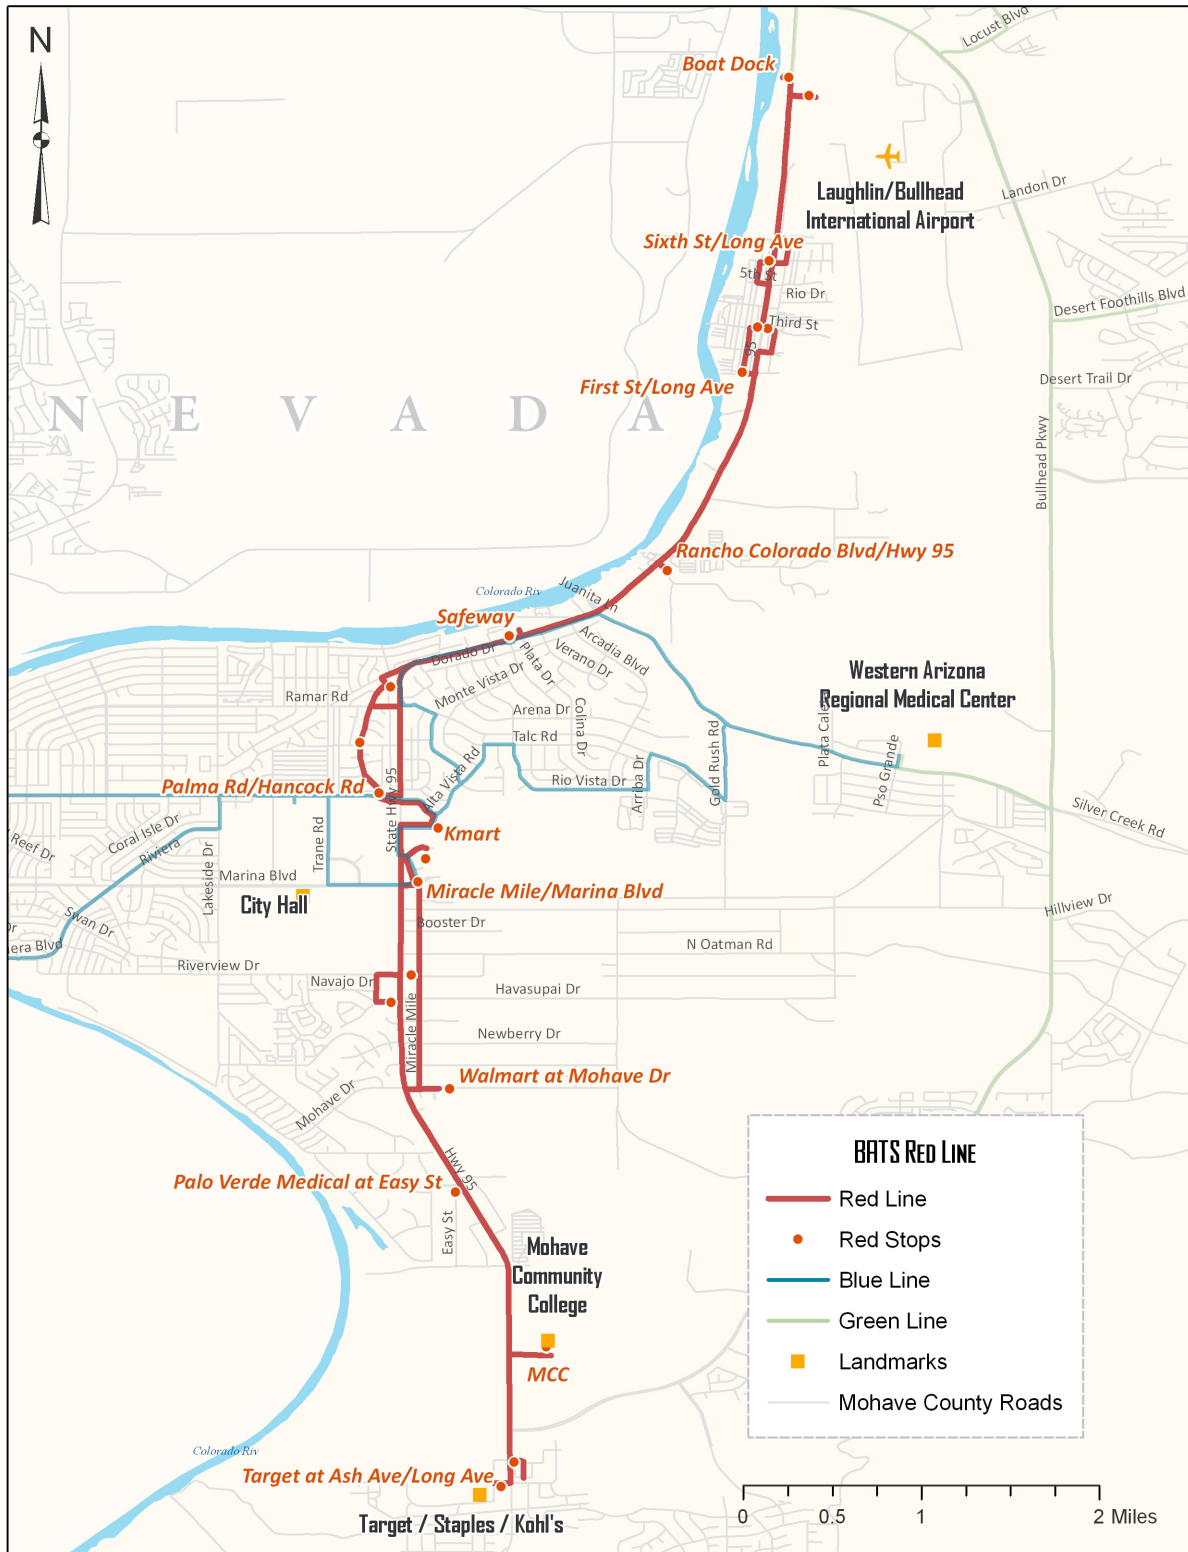 N
Locust Blvd
Boat Dock
Laughlin/Bullhead
International Airport
Landon Dr
Sixth St/Long Ave
5th St
Rio Dr
Desert Foothills Blvd
Third St
95
First St/Long Ave
Desert Trail Dr
NEVADA
Bullhead Pkwy
Rancho Colorado Blvd/Hwy 95
Colorado Riv
Juanita Ln
Safeway
Arcadia Blvd
Verano Dr
Plata Dr
Dorado Dr
Monte Vista Dr
Western Arizona
Regional Medical Center
Ramar Rd
Arena Dr
Colina Dr
Talc Rd
Gold Rush Rd
Plata Cale
Pso Grande
Palma Rd/Hancock Rd
State Hwy 95
Alta Vista Rd
Rio Vista Dr
Arriba Dr
Silver Creek Rd
Kmart
Coral Isle Dr
Reef Dr
Riviera
Trane Rd
Lakeside Dr
Marina Blvd
Miracle Mile/Marina Blvd
City Hall
Hillview Dr
Swan Dr
Dr
iera Blvd
Booster Dr
N Oatman Rd
Riverview Dr
Navajo Dr
Havasupai Dr
Miracle Mile
Newberry Dr
Walmart at Mohave Dr
Mohave Dr
Hwy 95
Palo Verde Medical at Easy St
Easy St
Mohave
Community
College
MCC
Colorado Riv
Target at Ash Ave/Long Ave
Target / Staples / Kohl's
BATS Red Line
Red Line
Red Stops
Blue Line
Green Line
Landmarks
Mohave County Roads
0 0.5 1 2 Miles